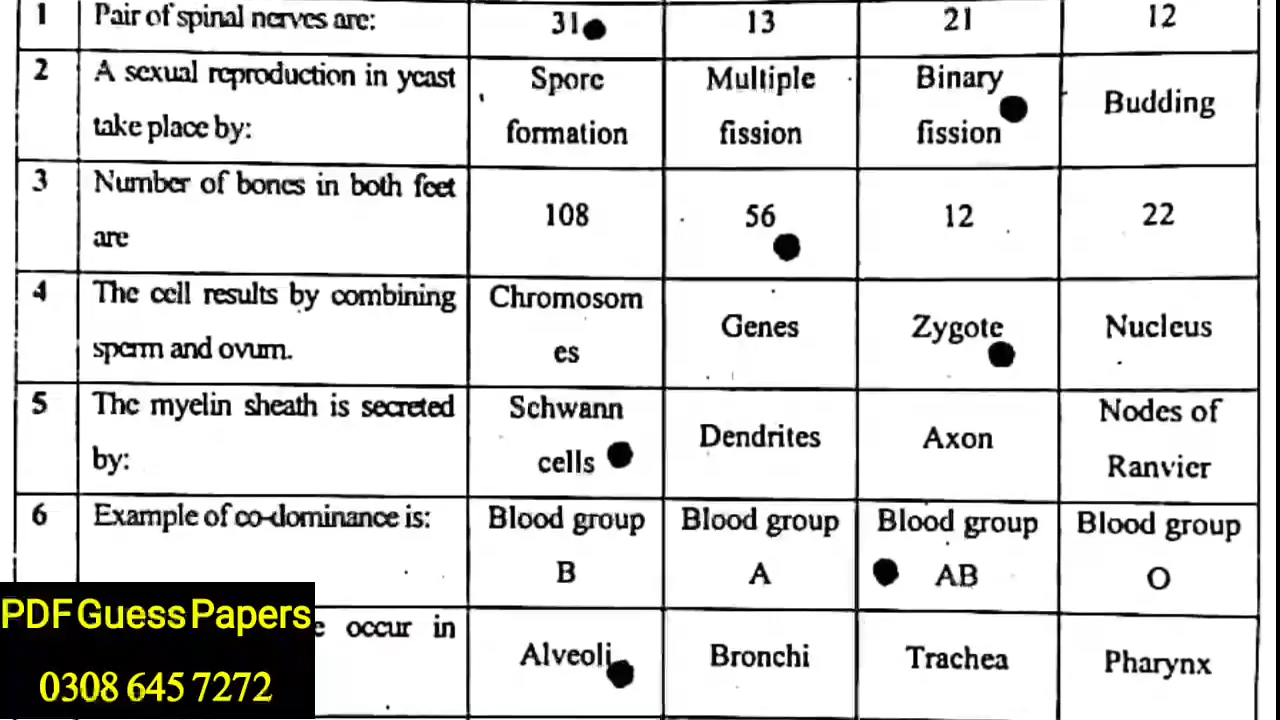 1 Pair of spinal nerves are: 31 13 21 12
2 A sexual reproduction in yeast Spore Multiple Binary Budding
take place by: formation fission fission
3 Number of bones in both feet 108 56 12 22
are
4 The cell results by combining Chromosom Genes Zygote Nucleus
sperm and ovum. es
5 The myelin sheath is secreted Schwann Dendrites Axon Nodes of
by: cells Ranvier
6 Example of co-dominance is: Blood group Blood group Blood group Blood group
B A AB O
PDF Guess Papers
0308 645 7272
occur in Alveoli Bronchi Trachea Pharynx